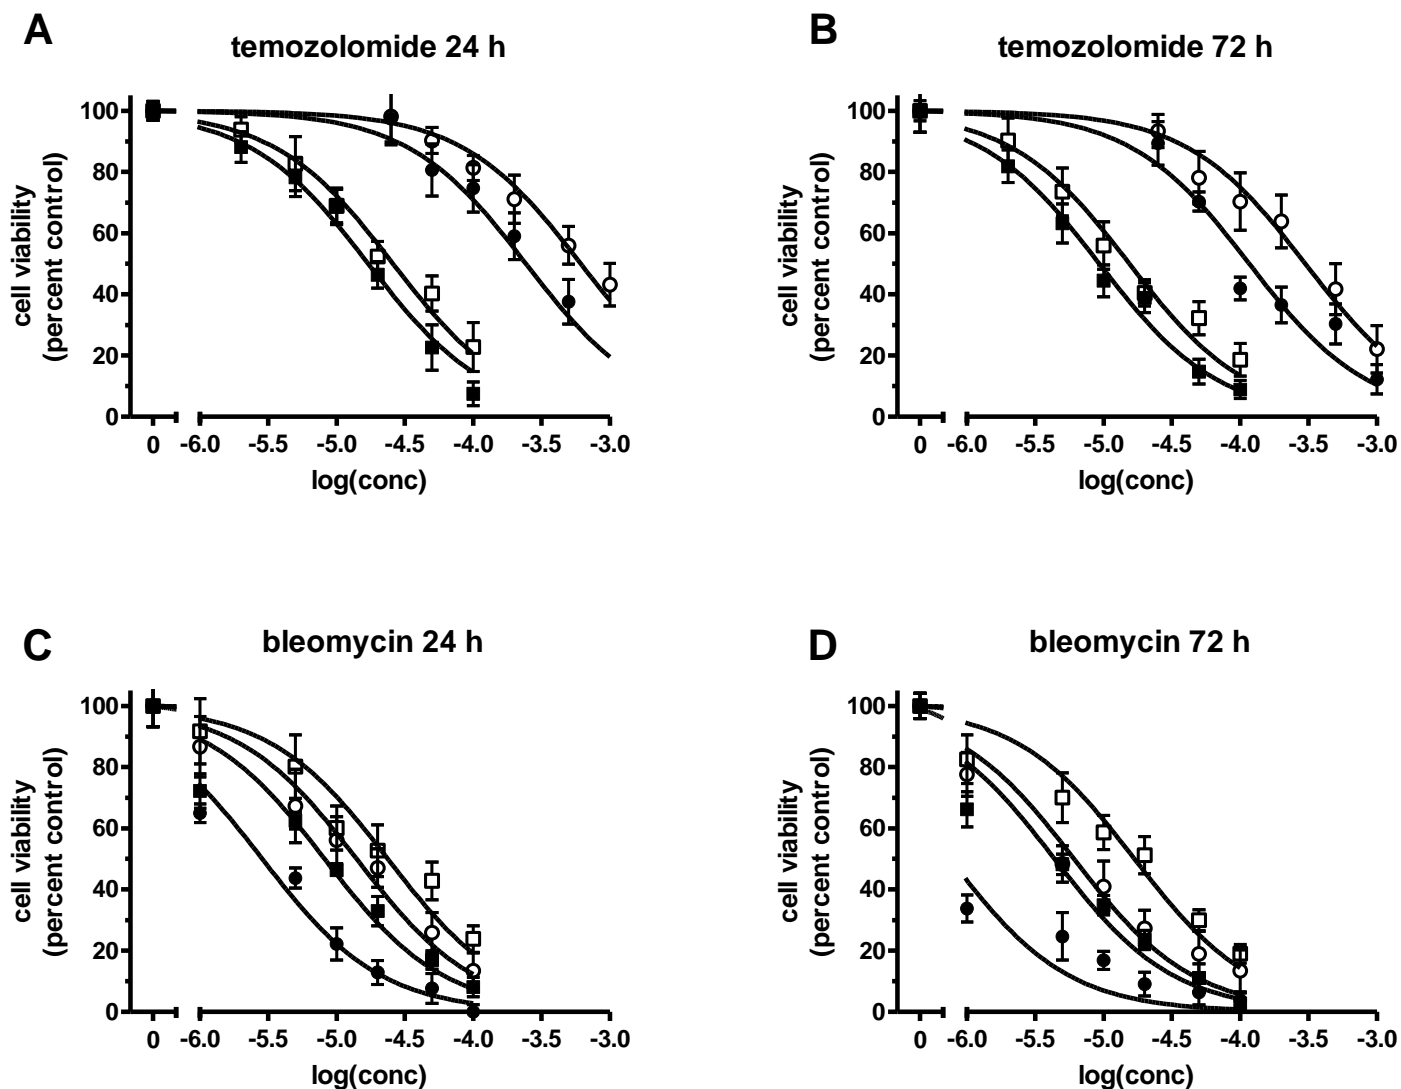 A
temozolomide 24 h
cell viability
(percent control)
100
80
60
40
20
0
0 -6.0 -5.5 -5.0 -4.5 -4.0 -3.5 -3.0
log(conc)
B
temozolomide 72 h
cell viability
(percent control)
100
80
60
40
20
0
0 -6.0 -5.5 -5.0 -4.5 -4.0 -3.5 -3.0
log(conc)
C
bleomycin 24 h
cell viability
(percent control)
100
80
60
40
20
0
0 -6.0 -5.5 -5.0 -4.5 -4.0 -3.5 -3.0
log(conc)
D
bleomycin 72 h
cell viability
(percent control)
100
80
60
40
20
0
0 -6.0 -5.5 -5.0 -4.5 -4.0 -3.5 -3.0
log(conc)